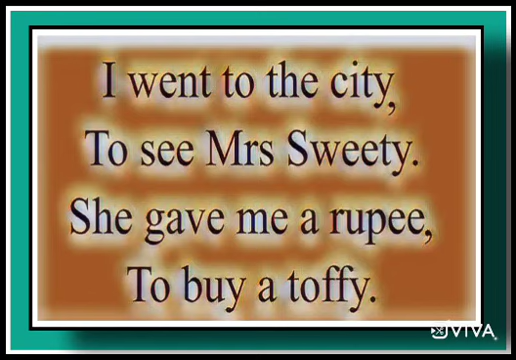 I went to the city,
To see Mrs Sweety.
She gave me a rupee,
To buy a toffy.
VIVA